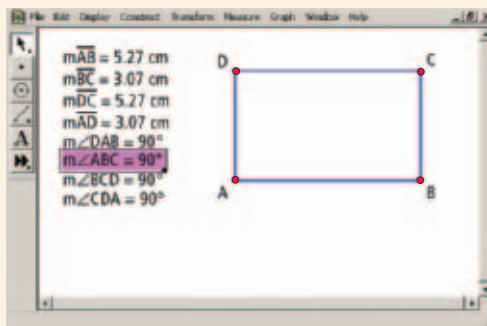 File Edit Display Construct Transform Measure Graph Window Help
mAB = 5.27 cm
mBC = 3.07 cm
mDC = 5.27 cm
mAD = 3.07 cm
m∠DAB = 90°
m∠ABC = 90°
m∠BCD = 90°
m∠CDA = 90°
D C
A B
A